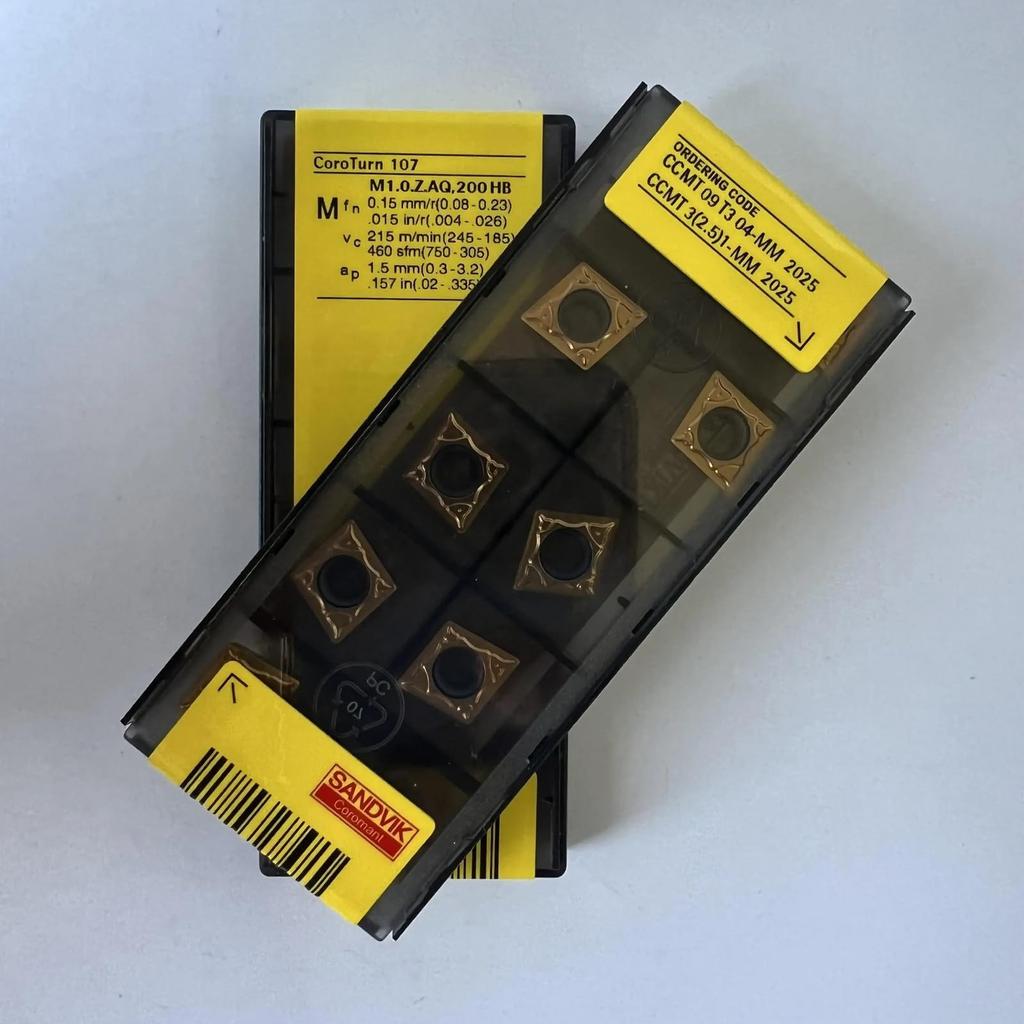 CoroTurn 107
M1.0.Z.AQ,200 HB
M fn 0.15 mm/r(0.08-0.23)
.015 in/r(.004-.026)
vc 215 m/min(245-185)
460 sfm(750-305)
ap 1.5 mm(0.3-3.2)
.157 in(.02-.335)
ORDERING CODE
CCMT 09 T3 04-MM 2025
CCMT 3(2.5)1-MM 2025
PC
07
SANDVIK
Coromant